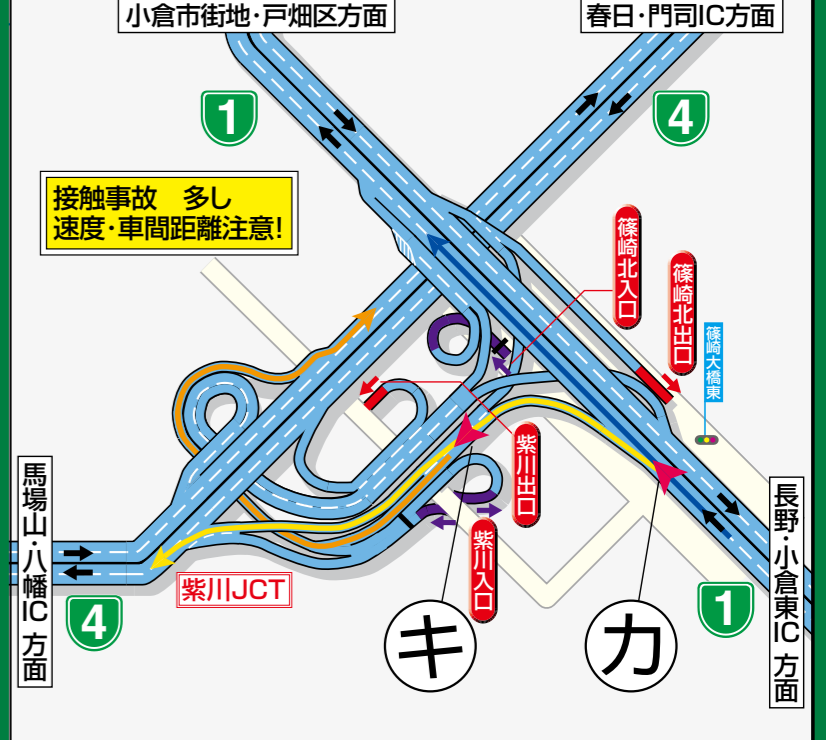 小倉市街地・戸畑区方面
春日・門司IC方面
1
4
接触事故　多し
速度・車間距離注意!
篠崎北入口
篠崎北出口
篠崎大橋東
紫川出口
紫川入口
馬場山・八幡IC 方面
長野・小倉東IC 方面
紫川JCT
4
1
キ
カ